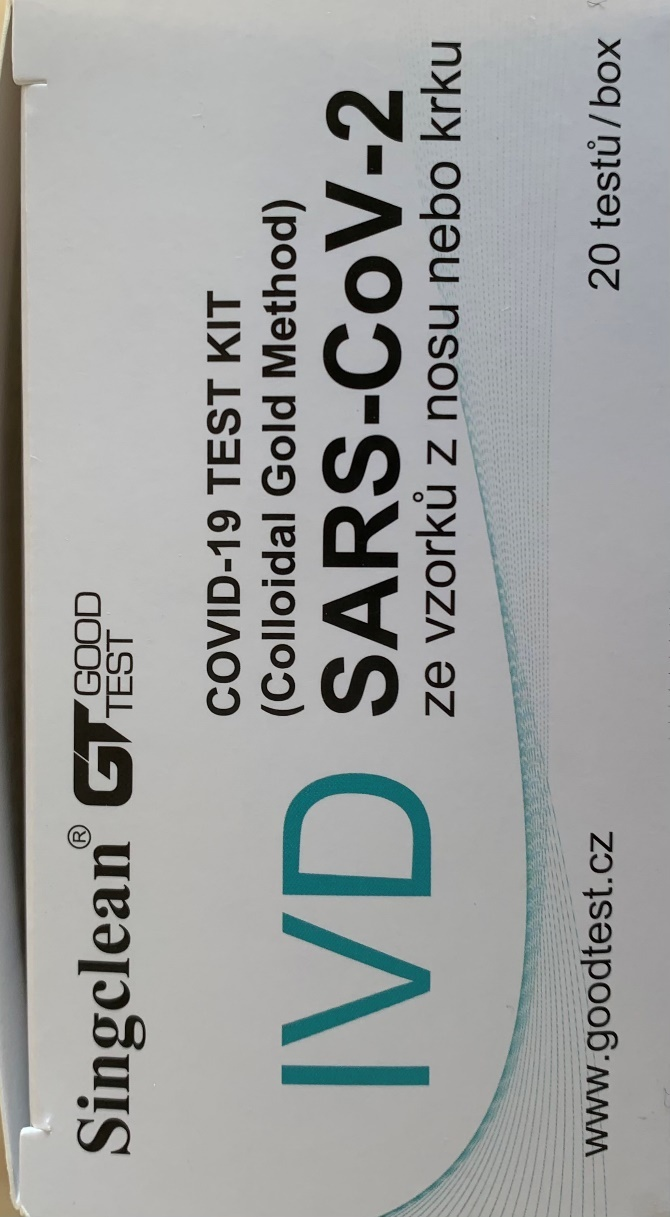 Singclean® GT GOOD
TEST
COVID-19 TEST KIT
(Colloidal Gold Method)
IVD
SARS-CoV-2
ze vzorků z nosu nebo krku
www.goodtest.cz
20 testů/box